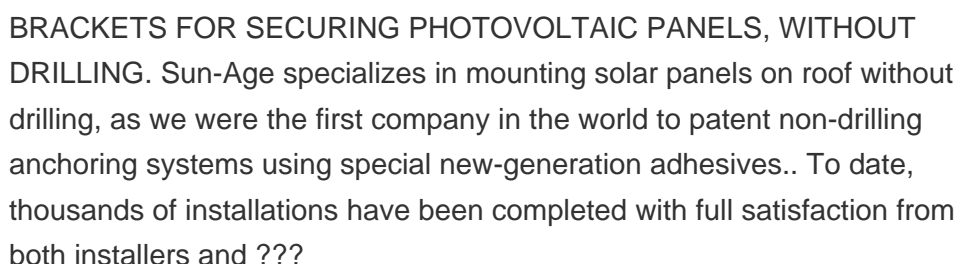 BRACKETS FOR SECURING PHOTOVOLTAIC PANELS, WITHOUT
DRILLING. Sun-Age specializes in mounting solar panels on roof without
drilling, as we were the first company in the world to patent non-drilling
anchoring systems using special new-generation adhesives.. To date,
thousands of installations have been completed with full satisfaction from
both installers and ???